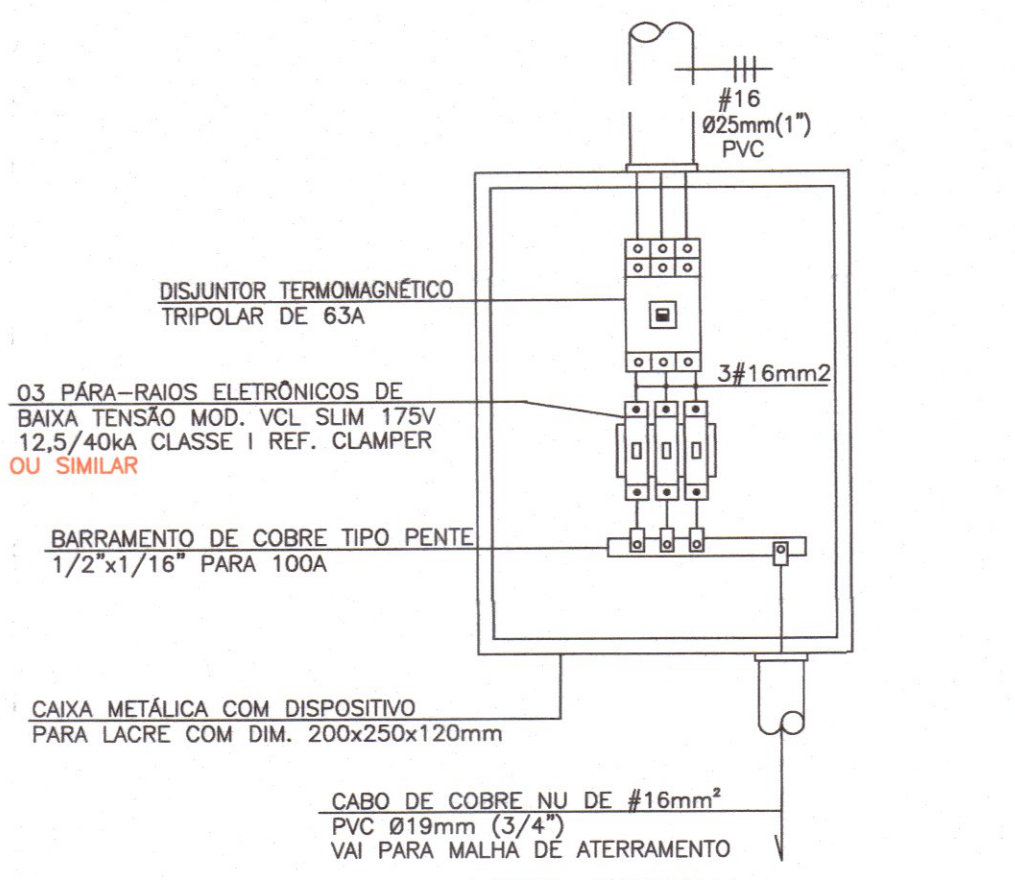 #16
Ø25mm(1")
PVC
DISJUNTOR TERMOMAGNÉTICO
TRIPOLAR DE 63A
3#16mm2
03 PÁRA-RAIOS ELETRÔNICOS DE
BAIXA TENSÃO MOD. VCL SLIM 175V
12,5/40kA CLASSE I REF. CLAMPER
OU SIMILAR
BARRAMENTO DE COBRE TIPO PENTE
1/2"x1/16" PARA 100A
CAIXA METÁLICA COM DISPOSITIVO
PARA LACRE COM DIM. 200x250x120mm
CABO DE COBRE NU DE #16mm²
PVC Ø19mm (3/4")
VAI PARA MALHA DE ATERRAMENTO